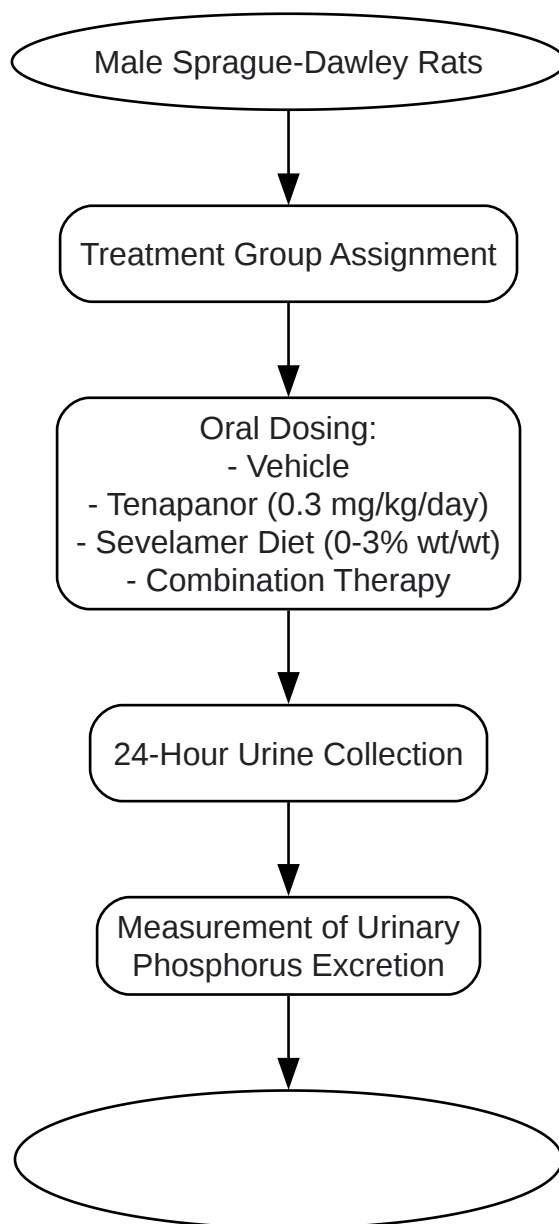 Male Sprague-Dawley Rats
Treatment Group Assignment
Oral Dosing:
- Vehicle
- Tenapanor (0.3 mg/kg/day)
- Sevelamer Diet (0-3% wt/wt)
- Combination Therapy
24-Hour Urine Collection
Measurement of Urinary
Phosphorus Excretion